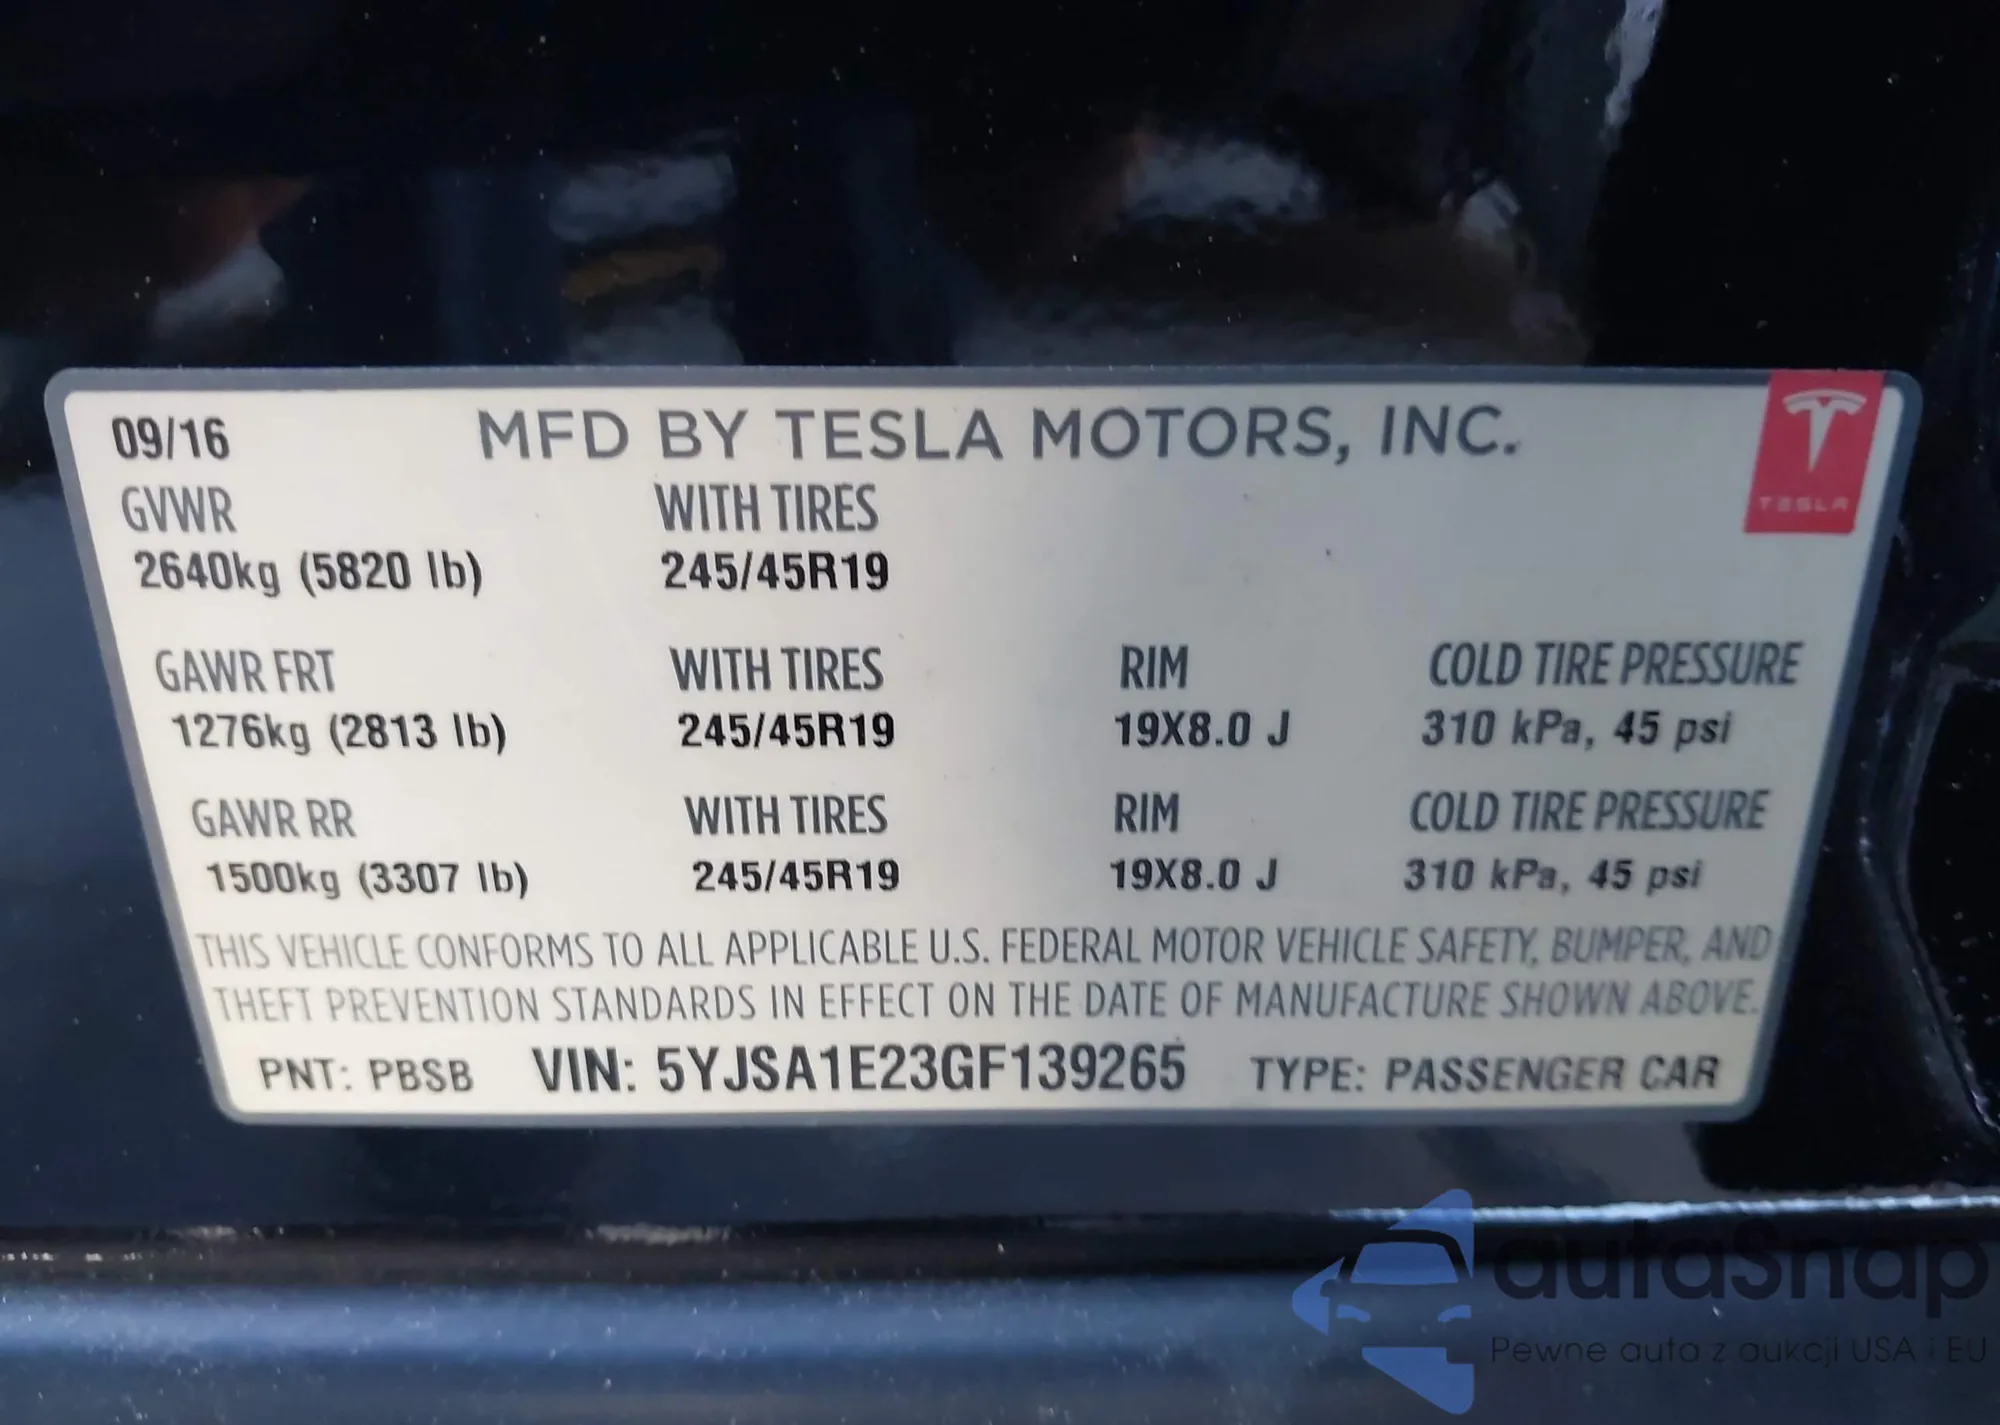 09/16 MFD BY TESLA MOTORS, INC.
TESLA
GVWR WITH TIRES
2640kg (5820 lb) 245/45R19
GAWR FRT WITH TIRES RIM COLD TIRE PRESSURE
1276kg (2813 lb) 245/45R19 19X8.0 J 310 kPa, 45 psi
GAWR RR WITH TIRES RIM COLD TIRE PRESSURE
1500kg (3307 lb) 245/45R19 19X8.0 J 310 kPa, 45 psi
THIS VEHICLE CONFORMS TO ALL APPLICABLE U.S. FEDERAL MOTOR VEHICLE SAFETY, BUMPER, AND
THEFT PREVENTION STANDARDS IN EFFECT ON THE DATE OF MANUFACTURE SHOWN ABOVE.
PNT: PBSB VIN: 5YJSA1E23GF139265 TYPE: PASSENGER CAR
autaSnap
Pewne auta z aukcji USA i EU